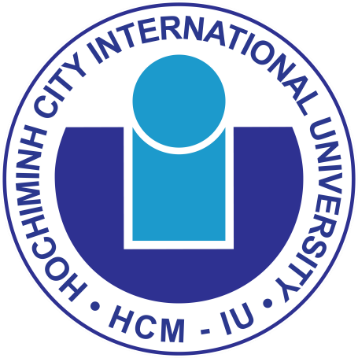 HOCHIMINH CITY INTERNATIONAL UNIVERSITY
• HCM - IU •